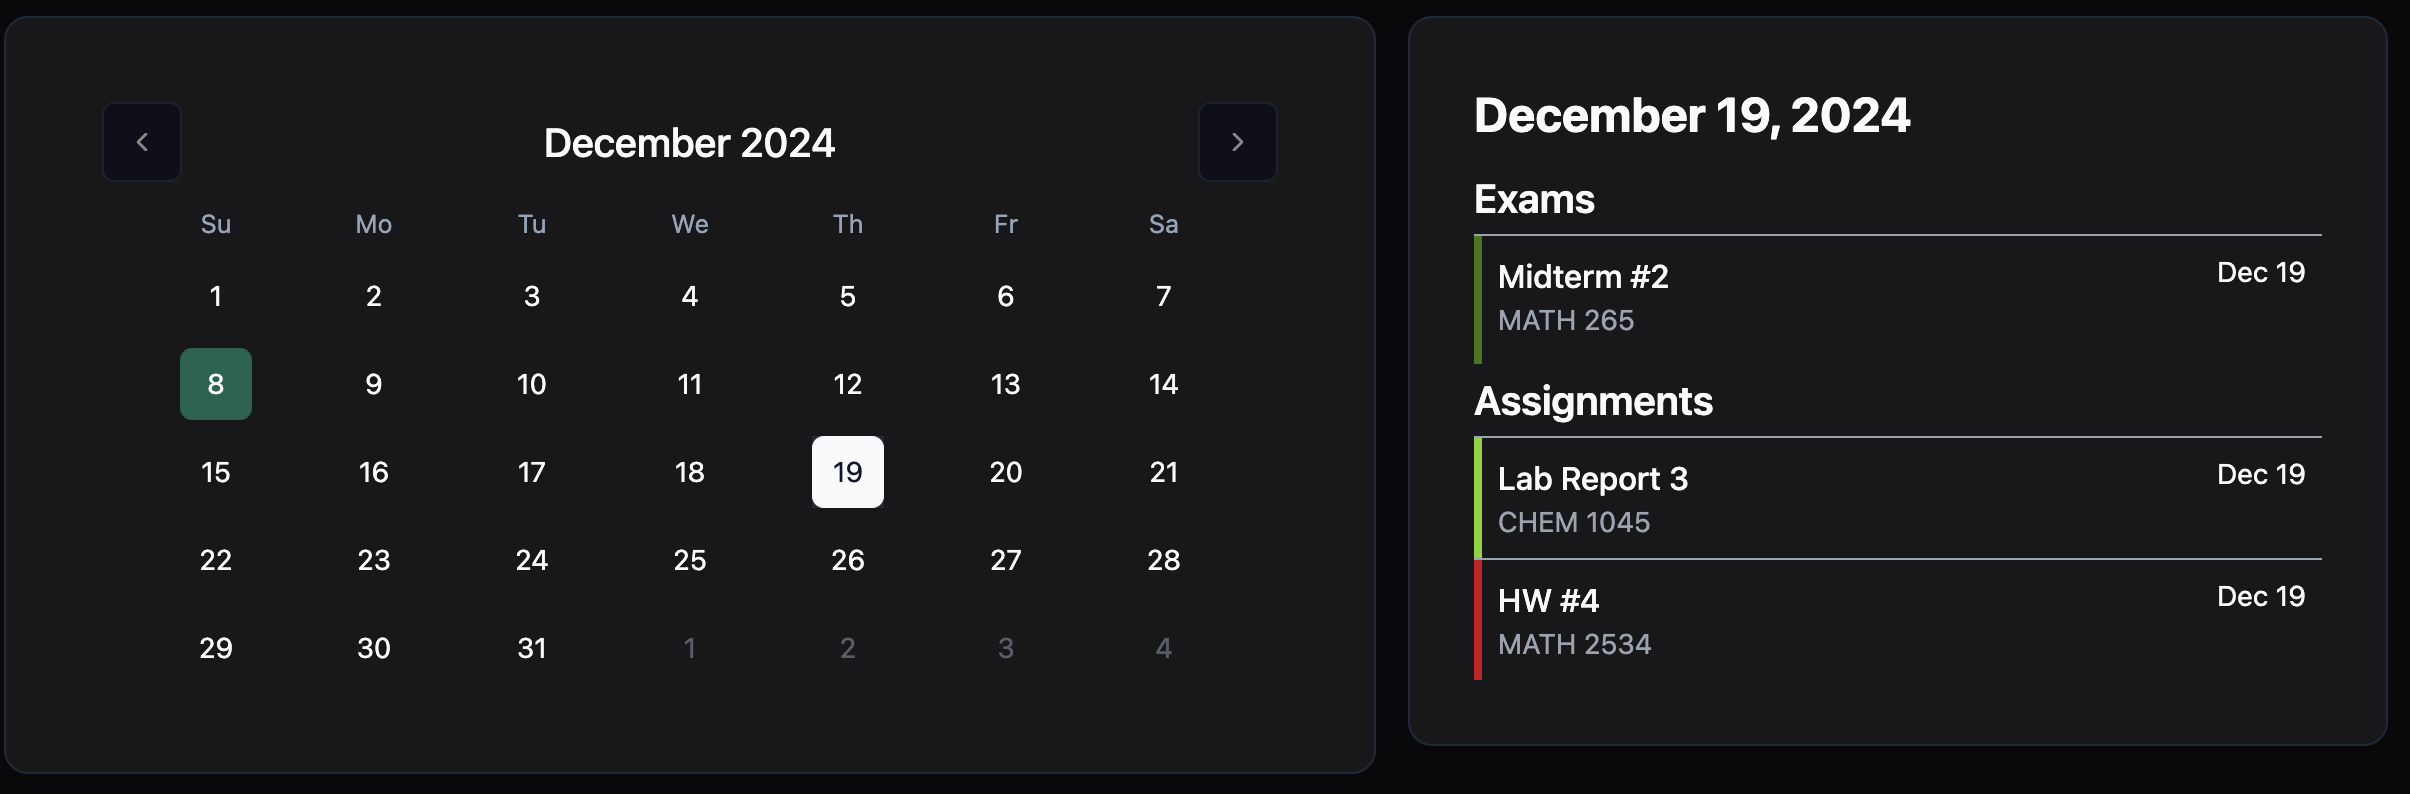 December 2024
Su Mo Tu We Th Fr Sa
1 2 3 4 5 6 7
8 9 10 11 12 13 14
15 16 17 18 19 20 21
22 23 24 25 26 27 28
29 30 31 1 2 3 4
December 19, 2024
Exams
Midterm #2 Dec 19
MATH 265
Assignments
Lab Report 3 Dec 19
CHEM 1045
HW #4 Dec 19
MATH 2534